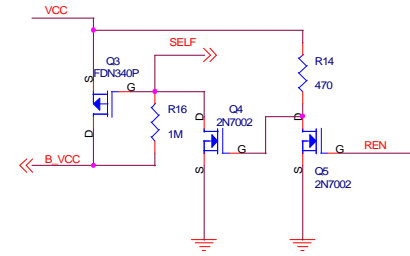 VCC
SELF
Q3
FDN340P
S
G
D
R14
470
R16
1M
Q4
2N7002
D
G
S
D
G
S
Q5
2N7002
REN
B_VCC